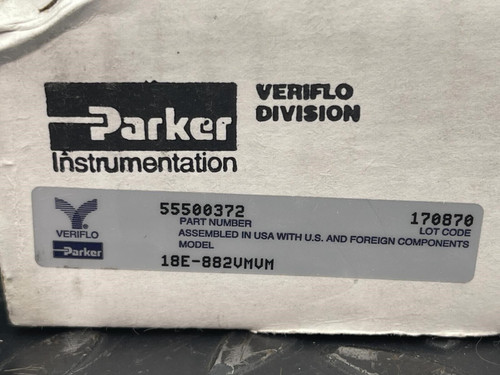 Parker
Instrumentation
VERIFLO
DIVISION
VERIFLO
Parker
55500372
PART NUMBER
170870
LOT CODE
ASSEMBLED IN USA WITH U.S. AND FOREIGN COMPONENTS
MODEL
18E-882VMVM